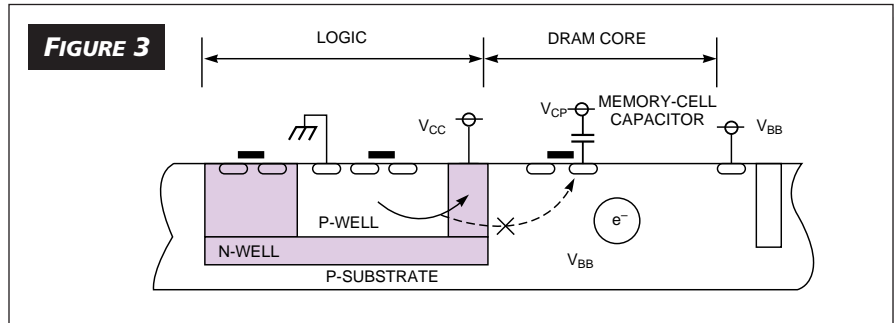 FIGURE 3
LOGIC
DRAM CORE
VCC
VCP
MEMORY-CELL
CAPACITOR
VBB
P-WELL
e–
N-WELL
VBB
P-SUBSTRATE